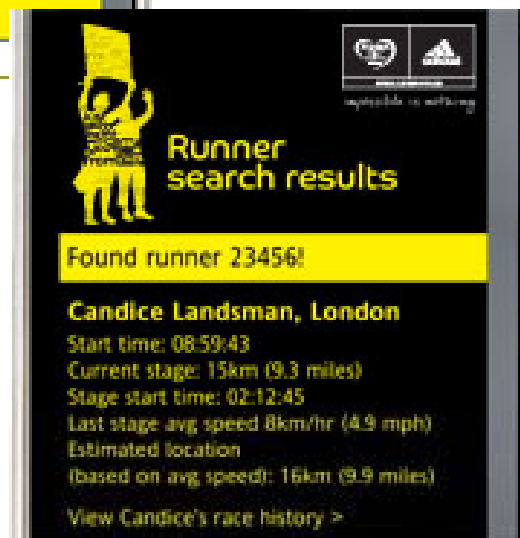 adidas
impossible is nothing
Runner
search results
Found runner 23456!
Candice Landsman, London
Start time: 08:59:43
Current stage: 15km (9.3 miles)
Stage start time: 02:12:45
Last stage avg speed 8km/hr (4.9 mph)
Estimated location
(based on avg speed): 16km (9.9 miles)
View Candice's race history >